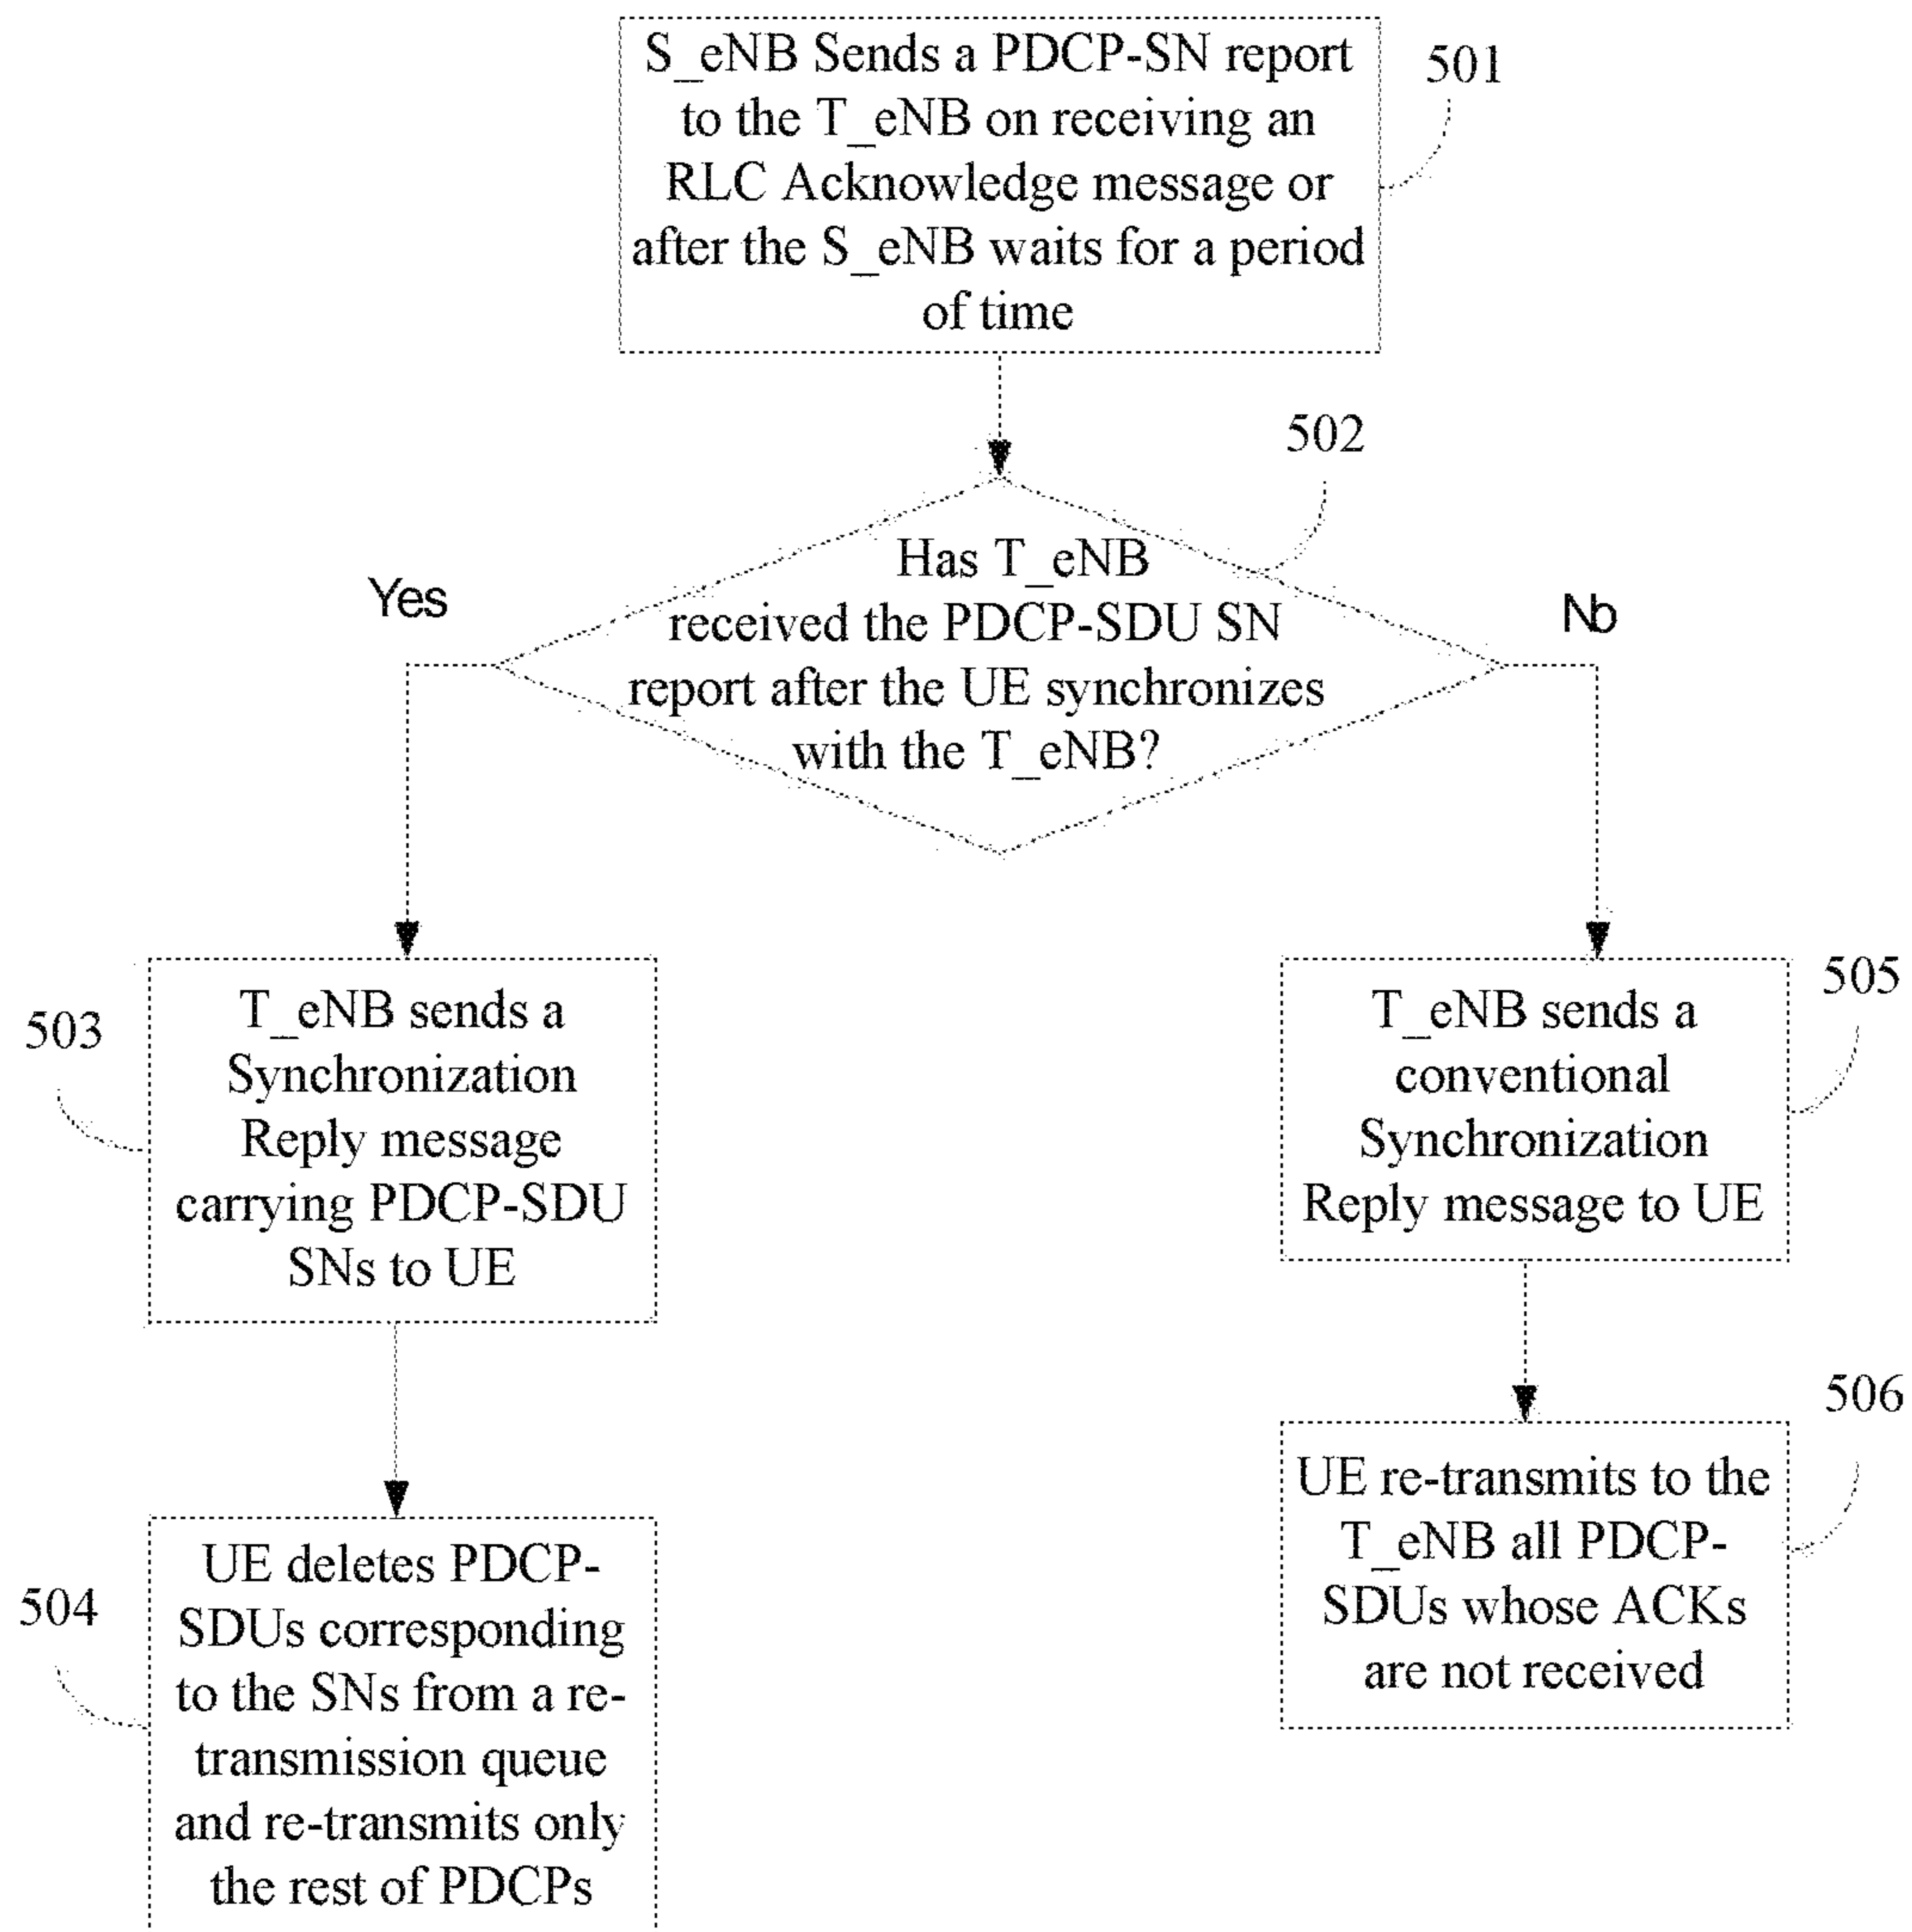 S_eNB Sends a PDCP-SN report
to the T_eNB on receiving an
RLC Acknowledge message or
after the S_eNB waits for a period
of time
501
502
Has T_eNB
received the PDCP-SDU SN
report after the UE synchronizes
with the T_eNB?
Yes
No
503
T_eNB sends a
Synchronization
Reply message
carrying PDCP-SDU
SNs to UE
505
T_eNB sends a
conventional
Synchronization
Reply message to UE
504
UE deletes PDCP-
SDUs corresponding
to the SNs from a re-
transmission queue
and re-transmits only
the rest of PDCPs
506
UE re-transmits to the
T_eNB all PDCP-
SDUs whose ACKs
are not received